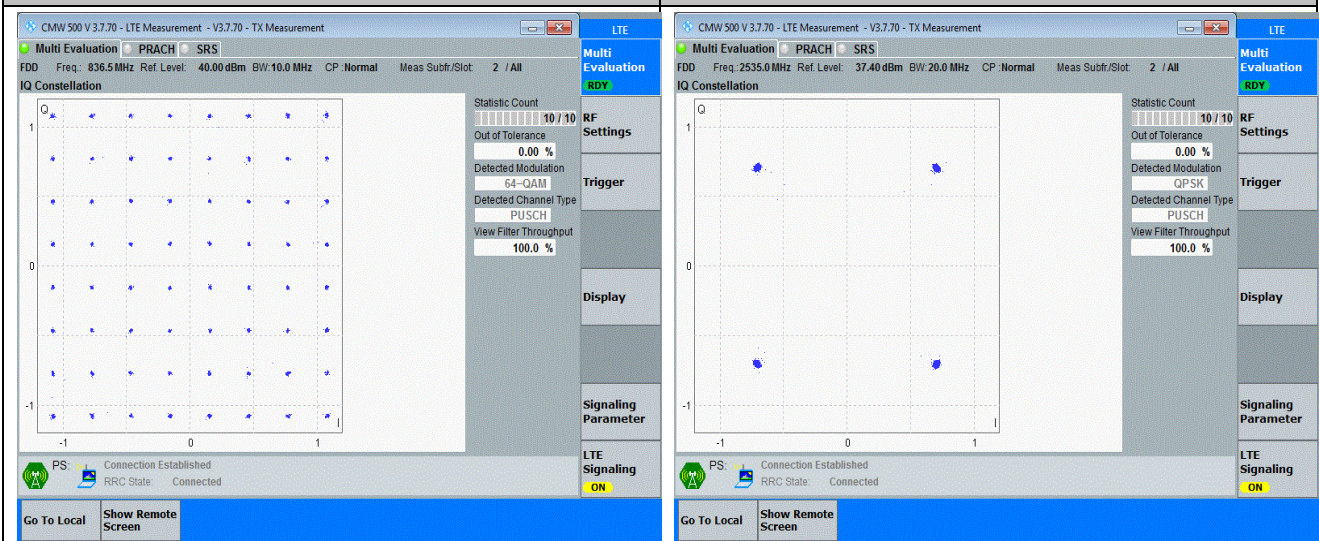 CMW 500 V 3.7.70 - LTE Measurement - V3.7.70 - TX Measurement
LTE
Multi Evaluation PRACH SRS
Multi
Evaluation
RDY
FDD Freq.: 836.5 MHz Ref. Level: 40.00 dBm BW: 10.0 MHz CP :Normal Meas Subfr./Slot: 2 / All
IQ Constellation
Q
1
0
-1
-1 0 1
I
Statistic Count
10 / 10
Out of Tolerance
0.00 %
Detected Modulation
64-QAM
Detected Channel Type
PUSCH
View Filter Throughput
100.0 %
RF
Settings
Trigger
Display
Signaling
Parameter
LTE
Signaling
ON
PS: Connection Established
RRC State: Connected
Go To Local
Show Remote
Screen
CMW 500 V 3.7.70 - LTE Measurement - V3.7.70 - TX Measurement
LTE
Multi Evaluation PRACH SRS
Multi
Evaluation
RDY
FDD Freq.: 2535.0 MHz Ref. Level: 37.40 dBm BW: 20.0 MHz CP :Normal Meas Subfr./Slot: 2 / All
IQ Constellation
Q
1
0
-1
-1 0 1
I
Statistic Count
10 / 10
Out of Tolerance
0.00 %
Detected Modulation
QPSK
Detected Channel Type
PUSCH
View Filter Throughput
100.0 %
RF
Settings
Trigger
Display
Signaling
Parameter
LTE
Signaling
ON
PS: Connection Established
RRC State: Connected
Go To Local
Show Remote
Screen